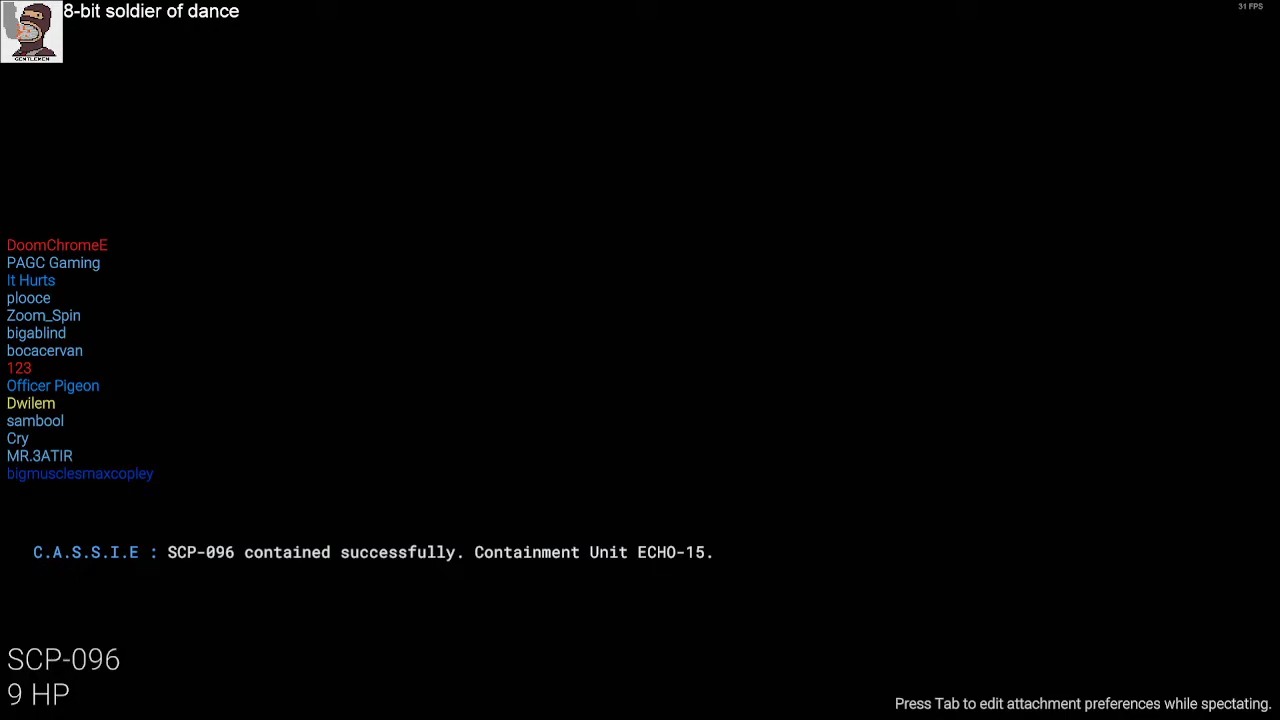 8-bit soldier of dance
31 FPS
GENTLEMEN
DoomChromeE
PAGC Gaming
It Hurts
plooce
Zoom_Spin
bigablind
bocacervan
123
Officer Pigeon
Dwilem
sambool
Cry
MR.3ATIR
bigmusclesmaxcopley
C.A.S.S.I.E : SCP-096 contained successfully. Containment Unit ECHO-15.
SCP-096
9 HP
Press Tab to edit attachment preferences while spectating.